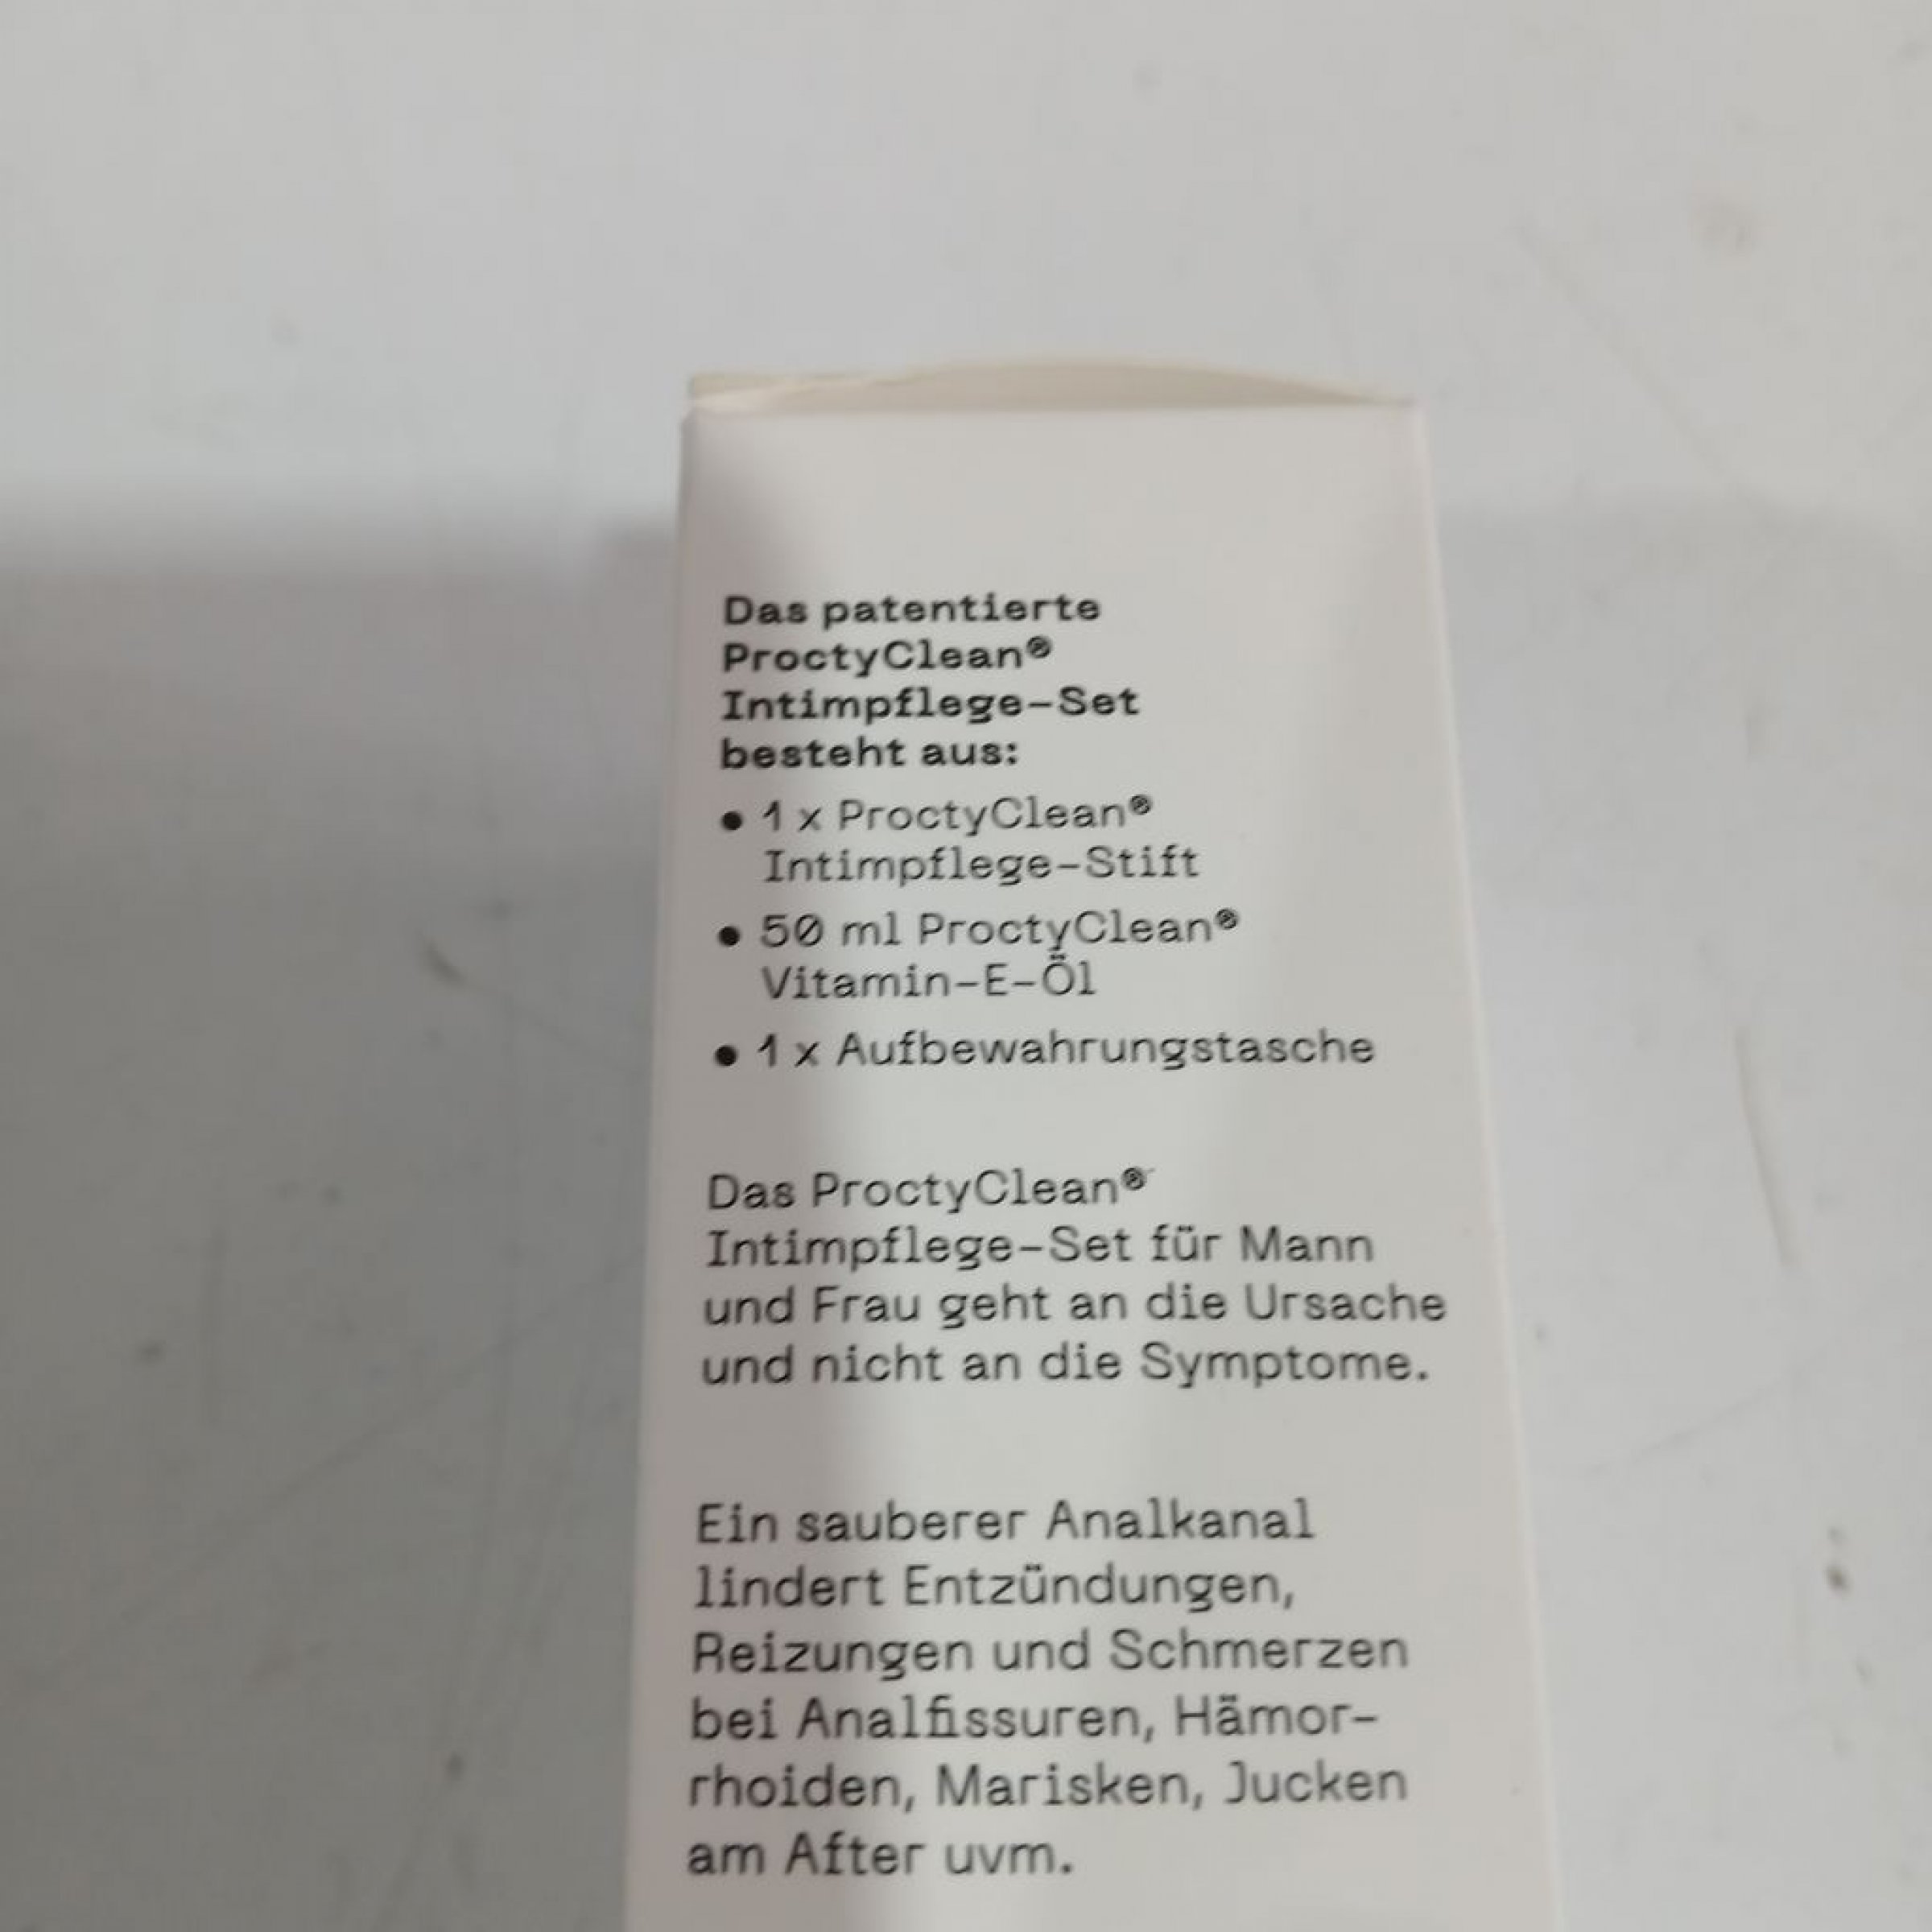 Das patentierte
ProctyClean®
Intimpflege-Set
besteht aus:
• 1 x ProctyClean®
Intimpflege-Stift
• 50 ml ProctyClean®
Vitamin-E-Öl
• 1 x Aufbewahrungstasche
Das ProctyClean®
Intimpflege-Set für Mann
und Frau geht an die Ursache
und nicht an die Symptome.
Ein sauberer Analkanal
lindert Entzündungen,
Reizungen und Schmerzen
bei Analfissuren, Hämor-
rhoiden, Marisken, Jucken
am After uvm.